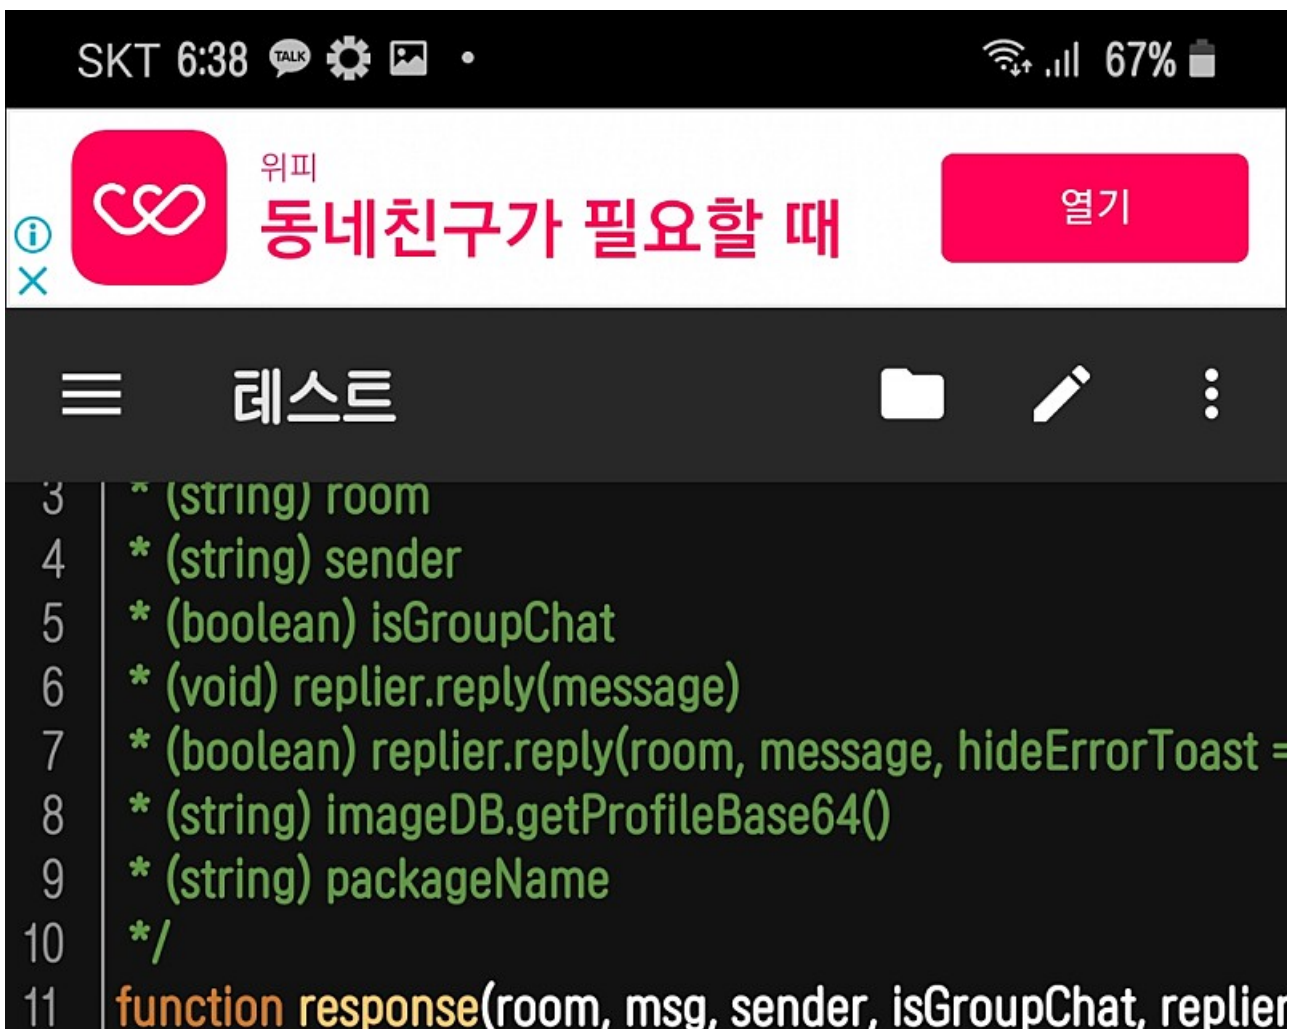 SKT 6:38 TALK 67%
위피
동네친구가 필요할 때
열기
테스트
3 * (string) room
4 * (string) sender
5 * (boolean) isGroupChat
6 * (void) replier.reply(message)
7 * (boolean) replier.reply(room, message, hideErrorToast =
8 * (string) imageDB.getProfileBase64()
9 * (string) packageName
10 */
11 function response(room, msg, sender, isGroupChat, replier